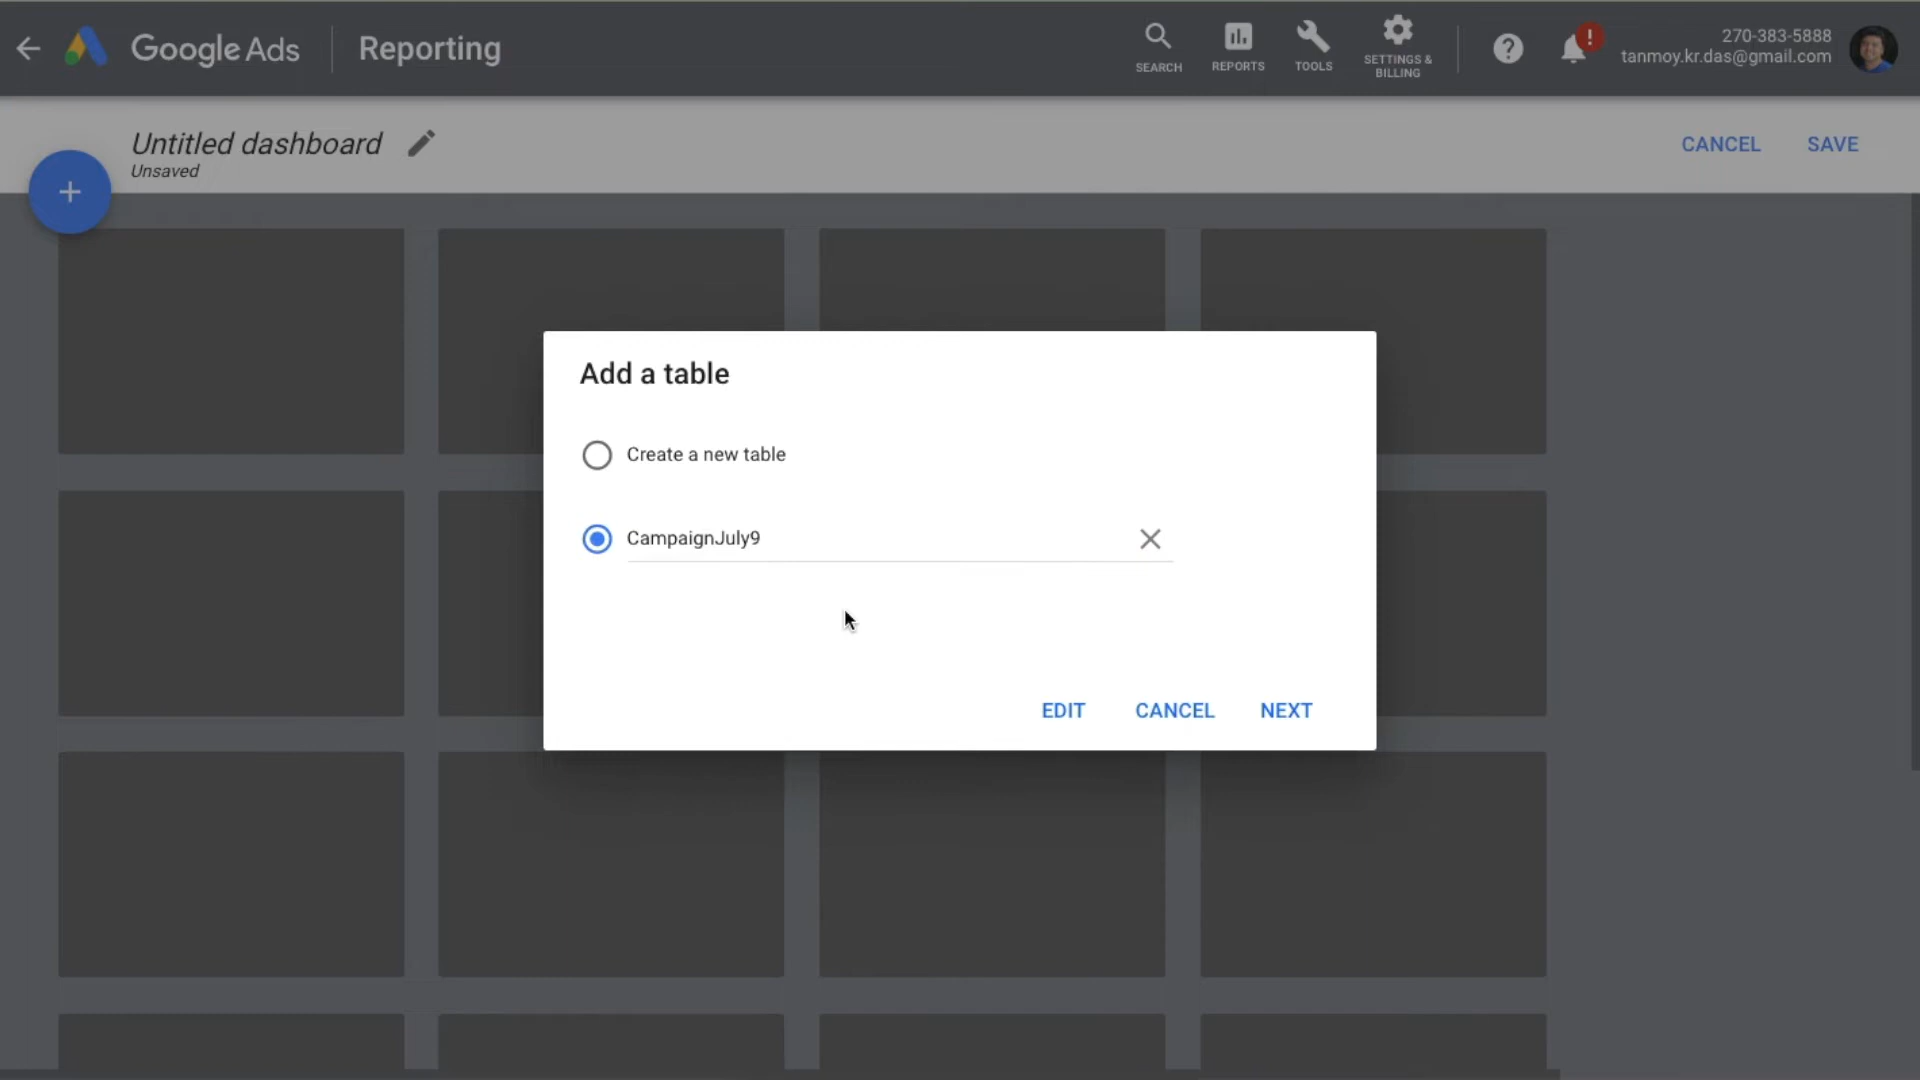 Google Ads
Reporting
SEARCH
REPORTS
TOOLS
SETTINGS &
BILLING
270-383-5888
tanmoy.kr.das@gmail.com
Untitled dashboard
Unsaved
CANCEL
SAVE
Add a table
Create a new table
CampaignJuly9
EDIT
CANCEL
NEXT